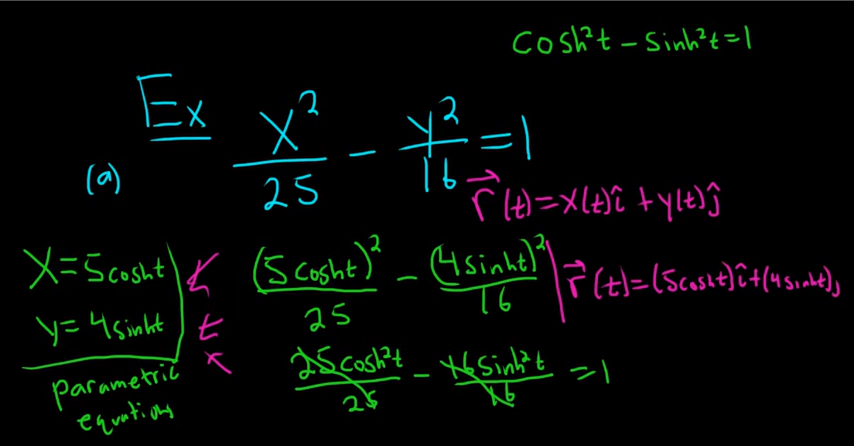 cosh²t − sinh²t = 1
Ex
(a) x²/25 − y²/16 = 1
r⃗(t) = x(t)î + y(t)ĵ
x = 5cosht
y = 4sinht
t
parametric
equations
(5cosht)²/25 − (4sinht)²/16
r⃗(t) = (5cosht)î + (4sinht)j
25cosh²t/25 − 16sinh²t/16 = 1